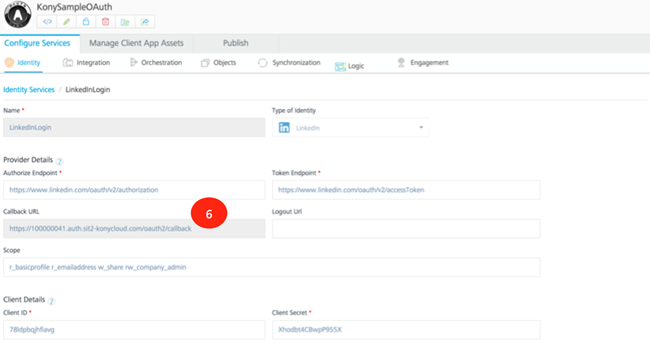 KonySampleOAuth
Configure Services Manage Client App Assets Publish
Identity Integration Orchestration Objects Synchronization Logic Engagement
Identity Services / LinkedInLogin
Name * Type of Identity
LinkedInLogin in Linkedin
Provider Details ?
Authorize Endpoint * Token Endpoint *
https://www.linkedin.com/oauth/v2/authorization https://www.linkedin.com/oauth/v2/accessToken
Callback URL 6 Logout Url
https://100000041.auth.sit2-konycloud.com/oauth2/callback
Scope
r_basicprofile r_emailaddress w_share rw_company_admin
Client Details ?
Client ID * Client Secret *